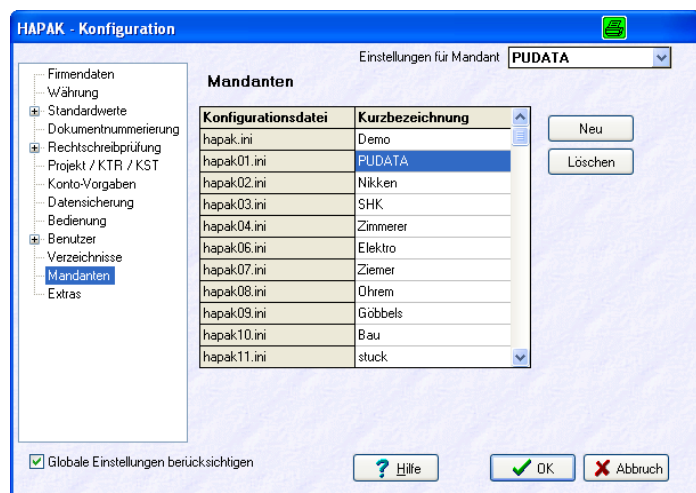 HAPAK - Konfiguration
Einstellungen für Mandant PUDATA
Firmendaten
Währung
Standardwerte
Dokumentnummerierung
Rechtschreibprüfung
Projekt / KTR / KST
Konto-Vorgaben
Datensicherung
Bedienung
Benutzer
Verzeichnisse
Mandanten
Extras
Mandanten
Konfigurationsdatei Kurzbezeichnung
hapak.ini Demo
hapak01.ini PUDATA
hapak02.ini Nikken
hapak03.ini SHK
hapak04.ini Zimmerer
hapak06.ini Elektro
hapak07.ini Ziemer
hapak08.ini Ohrem
hapak09.ini Göbbels
hapak10.ini Bau
hapak11.ini stuck
Neu
Löschen
Globale Einstellungen berücksichtigen
Hilfe
OK
Abbruch